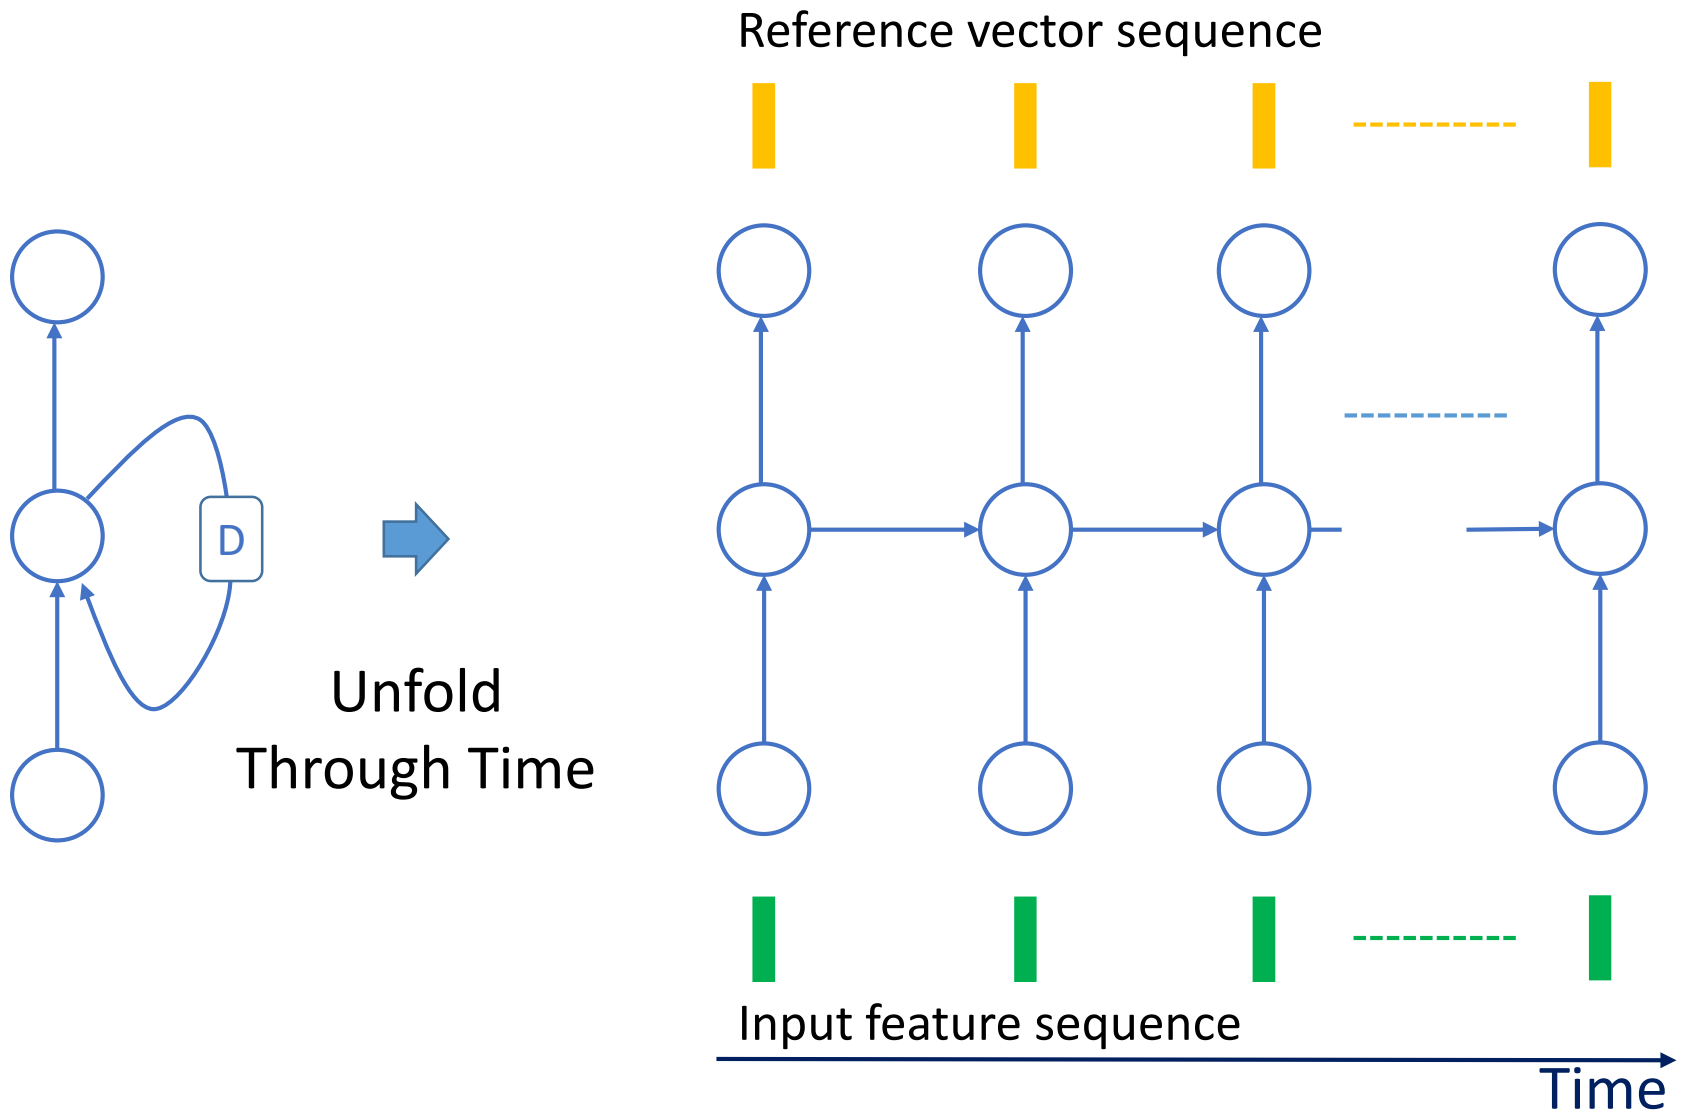 Reference vector sequence
D
Unfold
Through Time
Input feature sequence
Time